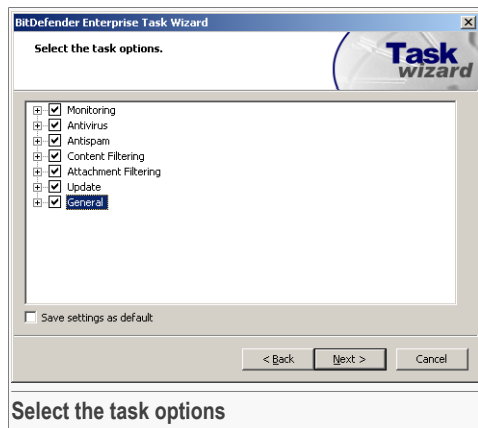 BitDefender Enterprise Task Wizard
Select the task options.
Task
wizard
Monitoring
Antivirus
Antispam
Content Filtering
Attachment Filtering
Update
General
Save settings as default
< Back
Next >
Cancel
Select the task options